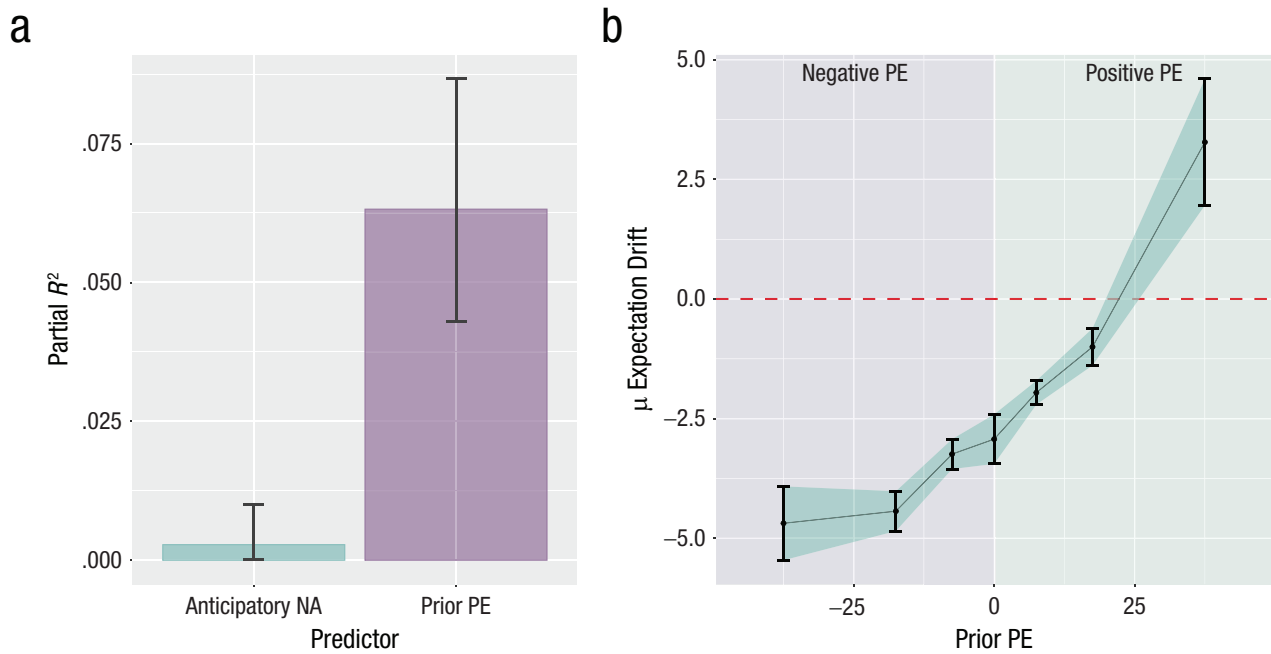 a
Partial R²
.075
.050
.025
.000
Anticipatory NA
Prior PE
Predictor
b
μ Expectation Drift
5.0
2.5
0.0
−2.5
−5.0
Negative PE
Positive PE
−25
0
25
Prior PE